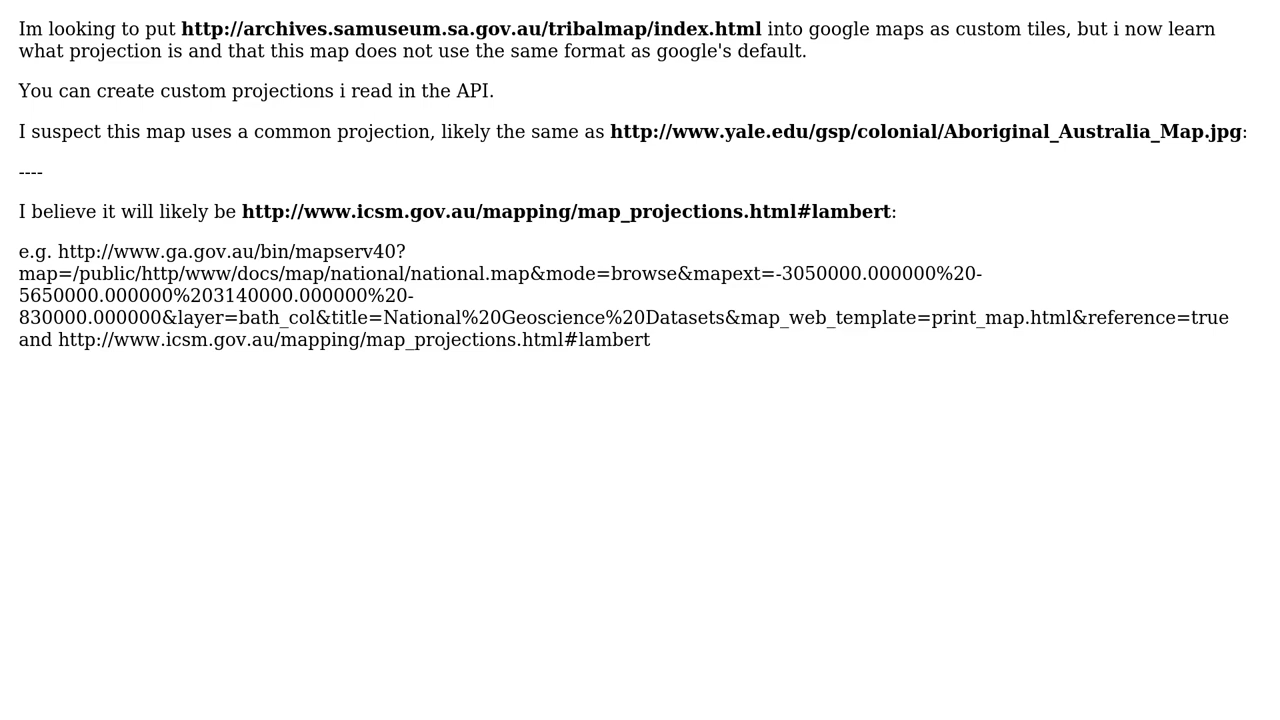 Im looking to put http://archives.samuseum.sa.gov.au/tribalmap/index.html into google maps as custom tiles, but i now learn
what projection is and that this map does not use the same format as google's default.
You can create custom projections i read in the API.
I suspect this map uses a common projection, likely the same as http://www.yale.edu/gsp/colonial/Aboriginal_Australia_Map.jpg:
----
I believe it will likely be http://www.icsm.gov.au/mapping/map_projections.html#lambert:
e.g. http://www.ga.gov.au/bin/mapserv40?
map=/public/http/www/docs/map/national/national.map&mode=browse&mapext=-3050000.000000%20-
5650000.000000%203140000.000000%20-
830000.000000&layer=bath_col&title=National%20Geoscience%20Datasets&map_web_template=print_map.html&reference=true
and http://www.icsm.gov.au/mapping/map_projections.html#lambert